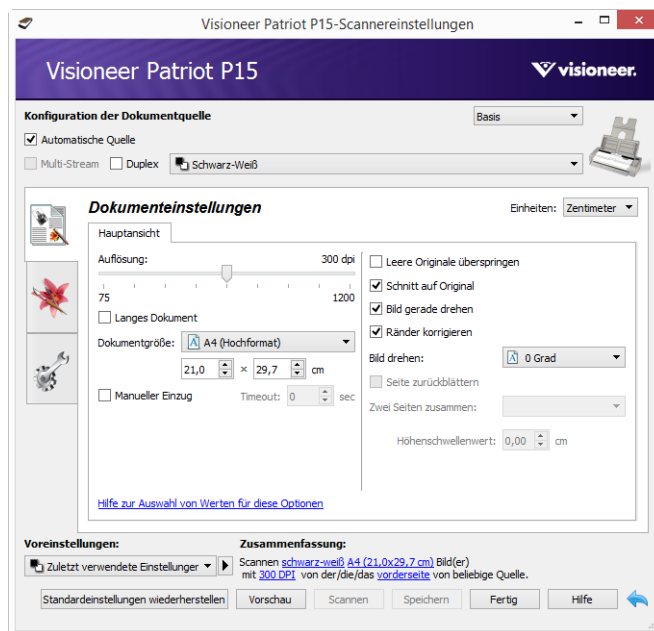 Visioneer Patriot P15-Scannereinstellungen
Visioneer Patriot P15
visioneer.
Konfiguration der Dokumentquelle
Basis
Automatische Quelle
Multi-Stream Duplex Schwarz-Weiß
Dokumenteinstellungen
Einheiten: Zentimeter
Hauptansicht
Auflösung: 300 dpi
75 1200
Langes Dokument
Dokumentgröße: A4 (Hochformat)
21,0 × 29,7 cm
Manueller Einzug Timeout: 0 sec
Leere Originale überspringen
Schnitt auf Original
Bild gerade drehen
Ränder korrigieren
Bild drehen: 0 Grad
Seite zurückblättern
Zwei Seiten zusammen:
Höhenschwellenwert: 0,00 cm
Hilfe zur Auswahl von Werten für diese Optionen
Voreinstellungen:
Zuletzt verwendete Einstellunger
Zusammenfassung:
Scannen schwarz-weiß A4 (21,0x29,7 cm) Bild(er)
mit 300 DPI von der/die/das vorderseite von beliebige Quelle.
Standardeinstellungen wiederherstellen Vorschau Scannen Speichern Fertig Hilfe